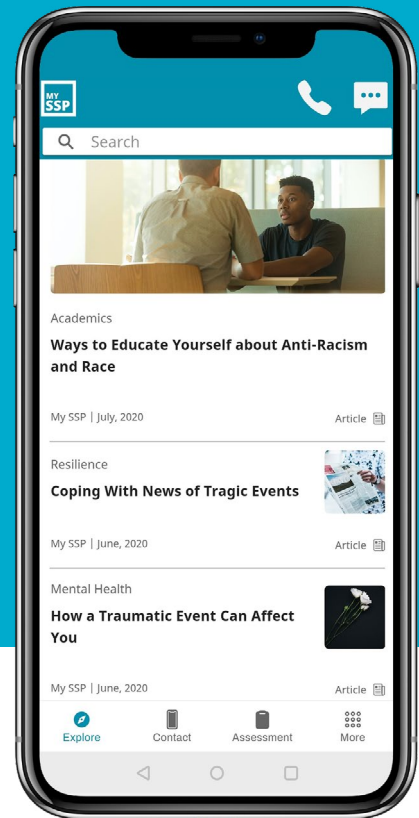 MY
SSP
Search
Academics
Ways to Educate Yourself about Anti-Racism
and Race
My SSP | July, 2020
Article
Resilience
Coping With News of Tragic Events
My SSP | June, 2020
Article
Mental Health
How a Traumatic Event Can Affect
You
My SSP | June, 2020
Article
Explore
Contact
Assessment
More